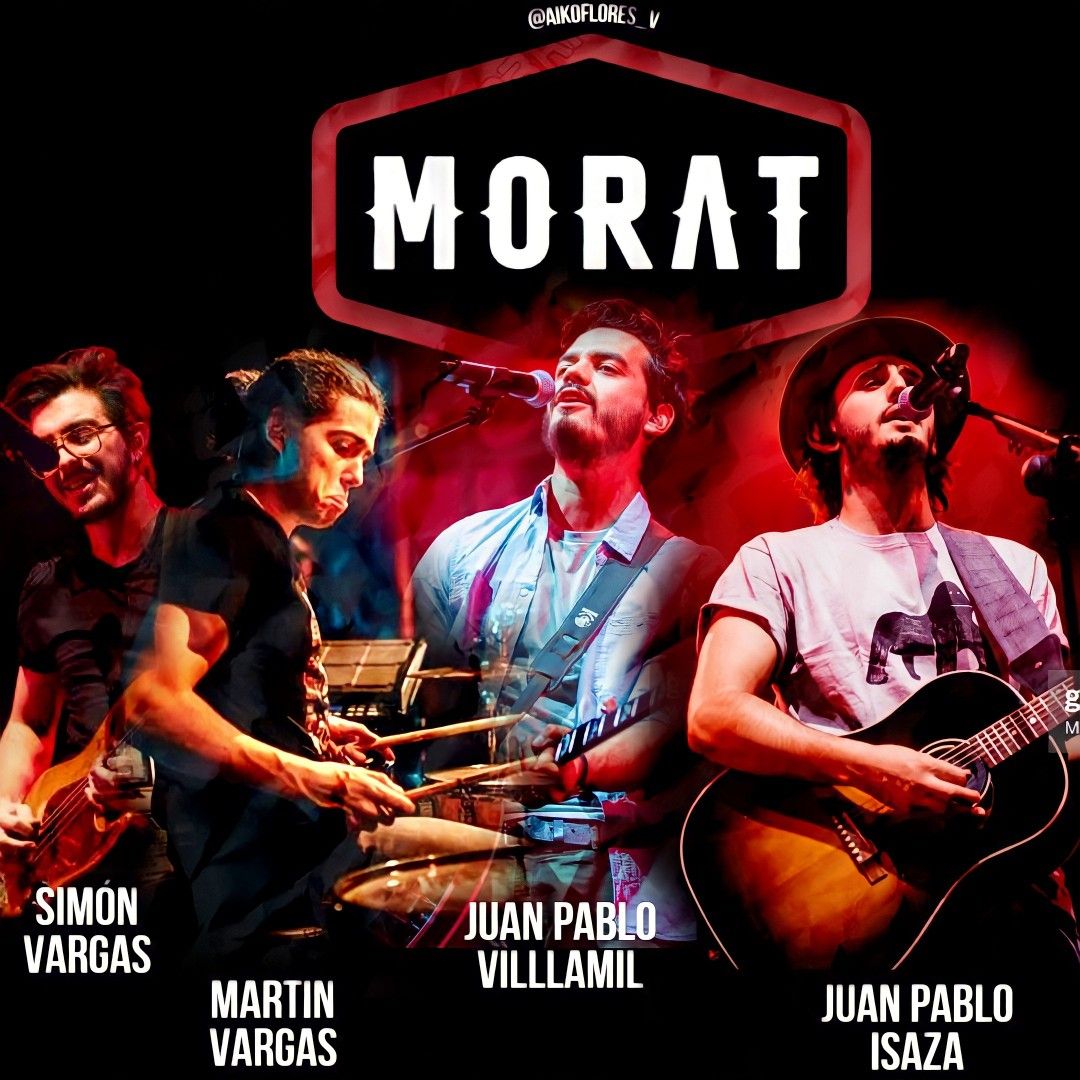 @AIKOFLORES_V
MORAT
SIMÓN
VARGAS
MARTIN
VARGAS
JUAN PABLO
VILLLAMIL
JUAN PABLO
ISAZA